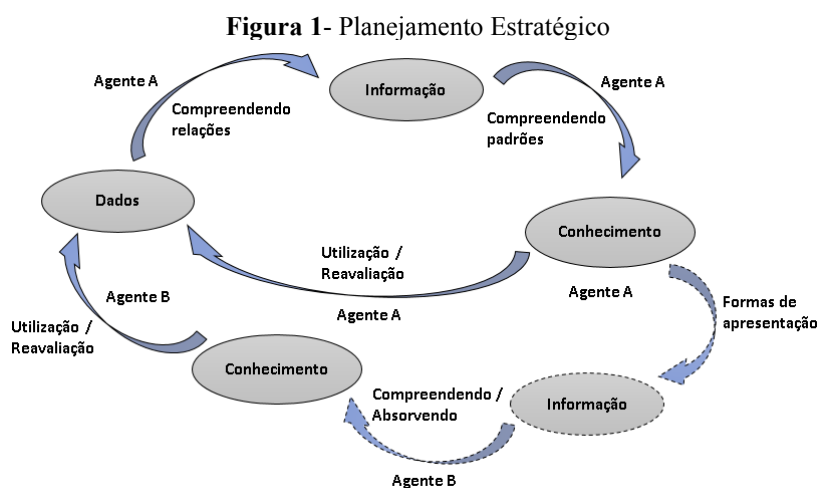 Figura 1- Planejamento Estratégico
Agente A
Compreendendo
relações
Informação
Agente A
Compreendendo
padrões
Dados
Conhecimento
Agente A
Utilização /
Reavaliação
Agente A
Formas de
apresentação
Agente B
Utilização /
Reavaliação
Conhecimento
Compreendendo /
Absorvendo
Informação
Agente B